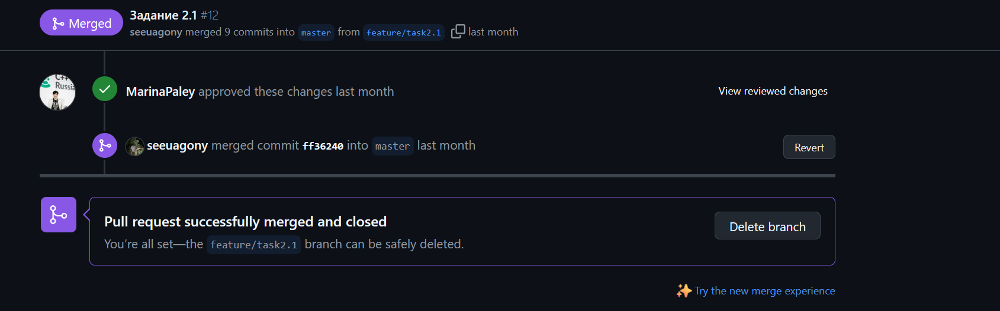 Merged
Задание 2.1 #12
seeuagony merged 9 commits into master from feature/task2.1 last month
C++
Russia
MarinaPaley approved these changes last month
View reviewed changes
seeuagony merged commit ff36240 into master last month
Revert
Pull request successfully merged and closed
Delete branch
You’re all set—the feature/task2.1 branch can be safely deleted.
Try the new merge experience